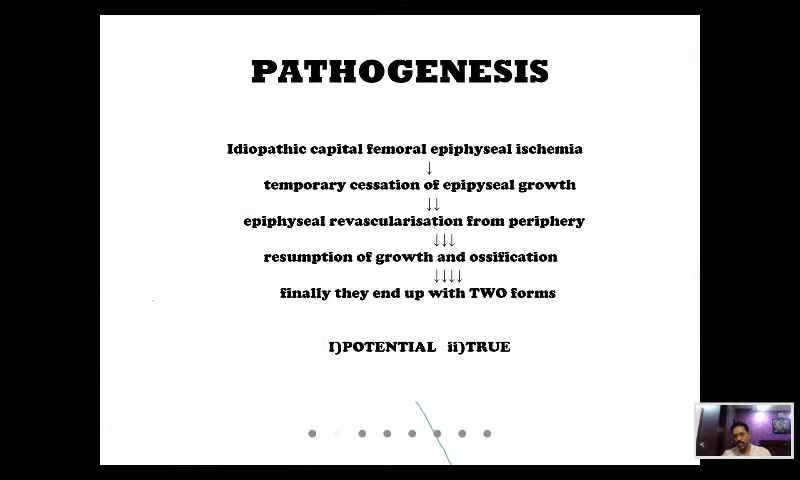 PATHOGENESIS
Idiopathic capital femoral epiphyseal ischemia
↓
temporary cessation of epipyseal growth
↓↓
epiphyseal revascularisation from periphery
↓↓↓
resumption of growth and ossification
↓↓↓↓
finally they end up with TWO forms
I)POTENTIAL ii)TRUE